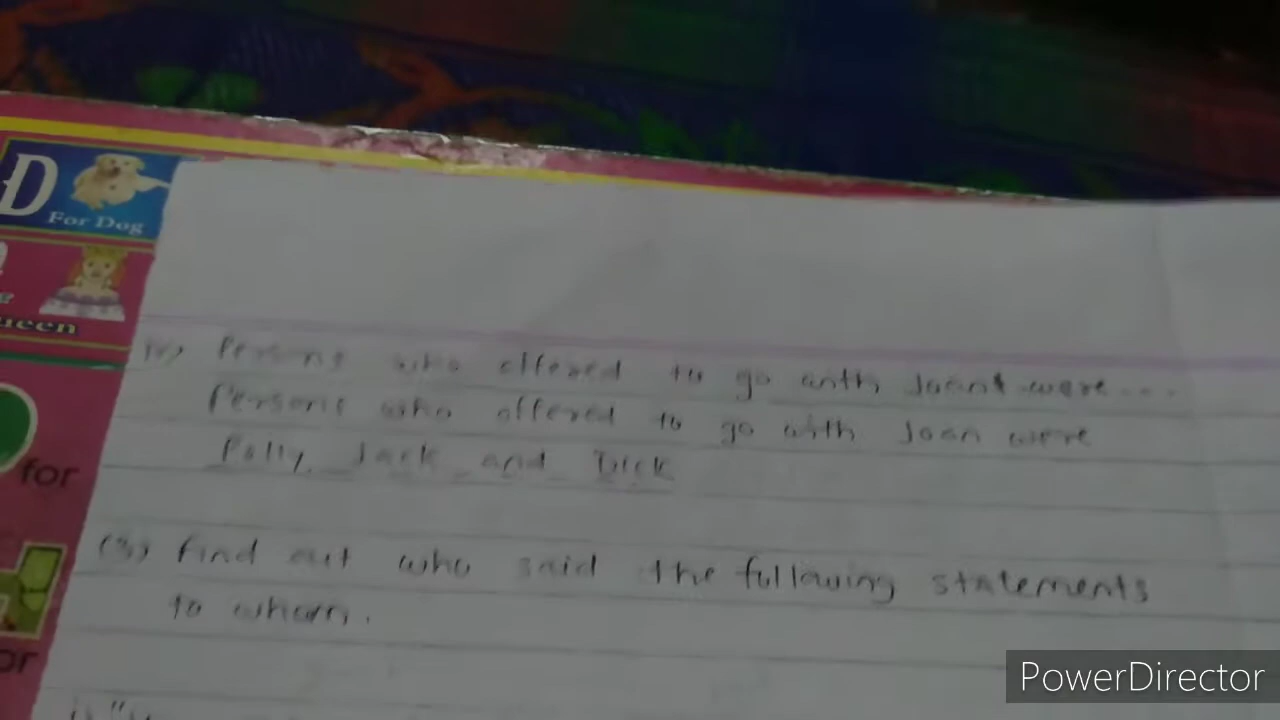 D
For Dog
ueen
for
or
iv) Persons who offered to go with Joan were...
Persons who offered to go with Joan were
Polly Jack and Dick
(3) Find out who said the following statements
to whom.
PowerDirector